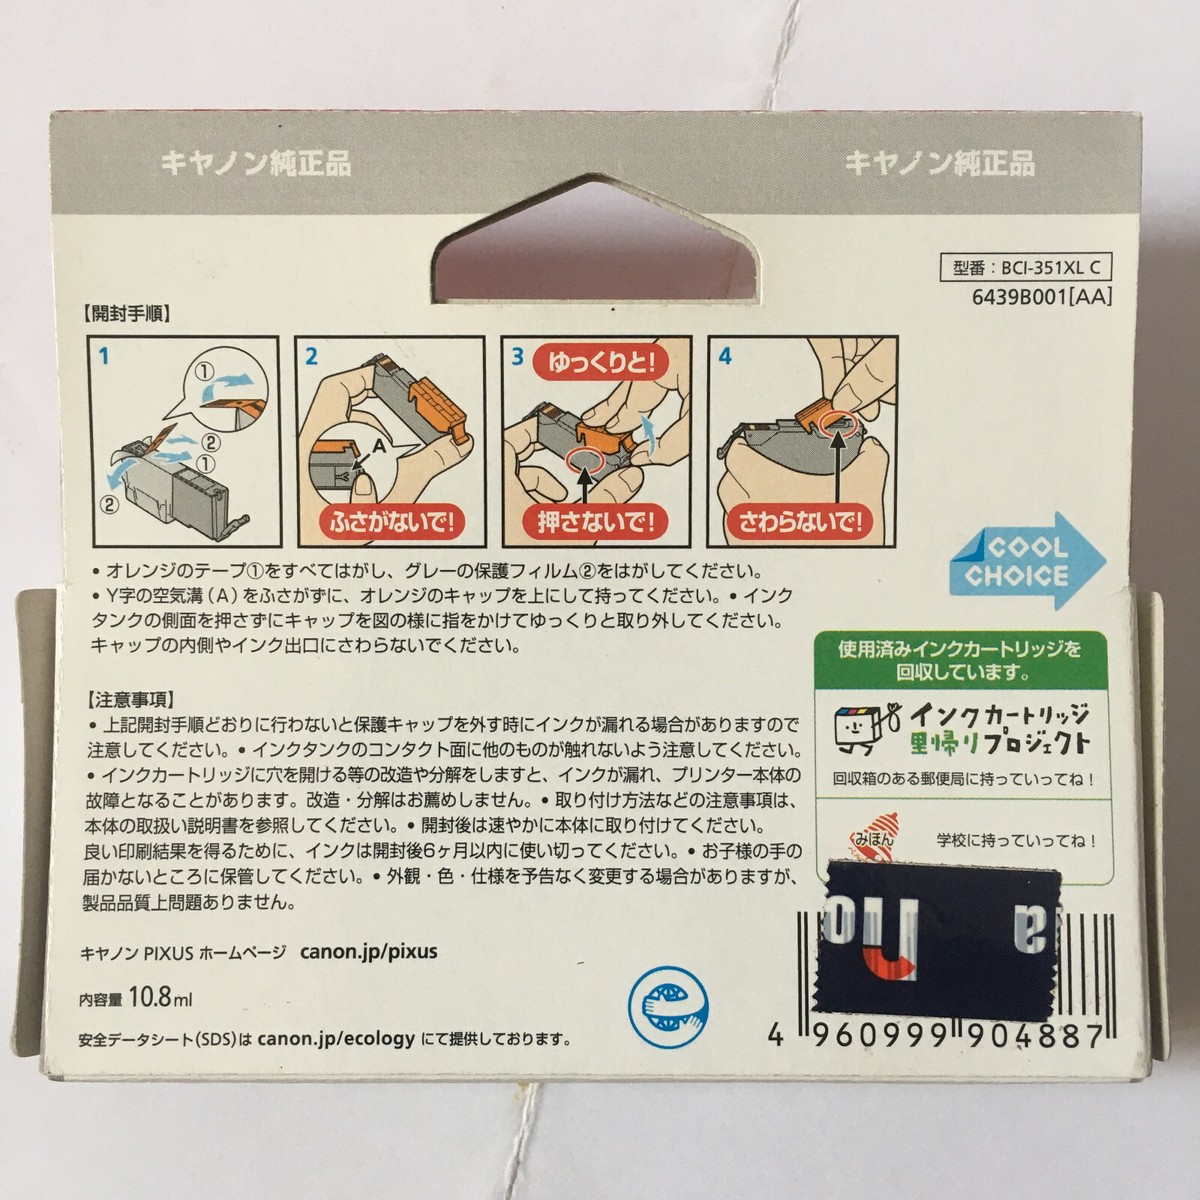 キヤノン純正品
キヤノン純正品
型番：BCI-351XL C
6439B001[AA]
【開封手順】
1
①
②
①
②
2
A
ふさがないで！
3
ゆっくりと！
押さないで！
4
さわらないで！
• オレンジのテープ①をすべてはがし、グレーの保護フィルム②をはがしてください。
• Y字の空気溝（A）をふさがずに、オレンジのキャップを上にして持ってください。• インク
タンクの側面を押さずにキャップを図の様に指をかけてゆっくりと取り外してください。
キャップの内側やインク出口にさわらないでください。
COOL
CHOICE
【注意事項】
• 上記開封手順どおりに行わないと保護キャップを外す時にインクが漏れる場合がありますので
注意してください。• インクタンクのコンタクト面に他のものが触れないよう注意してください。
• インクカートリッジに穴を開ける等の改造や分解をしますと、インクが漏れ、プリンター本体の
故障となることがあります。改造・分解はお薦めしません。• 取り付け方法などの注意事項は、
本体の取扱い説明書を参照してください。• 開封後は速やかに本体に取り付けてください。
良い印刷結果を得るために、インクは開封後6ヶ月以内に使い切ってください。• お子様の手の
届かないところに保管してください。• 外観・色・仕様を予告なく変更する場合がありますが、
製品品質上問題ありません。
キヤノン PIXUS ホームページ canon.jp/pixus
内容量 10.8ml
安全データシート(SDS)は canon.jp/ecology にて提供しております。
使用済みインクカートリッジを
回収しています。
インクカートリッジ
里帰りプロジェクト
回収箱のある郵便局に持っていってね！
みほん
学校に持っていってね！
4 960999 904887